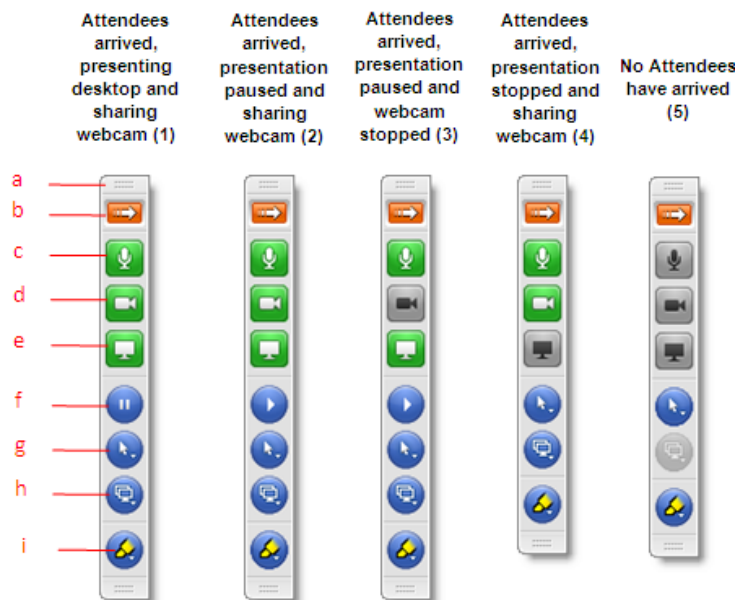 Attendees
arrived,
presenting
desktop and
sharing
webcam (1)
Attendees
arrived,
presentation
paused and
sharing
webcam (2)
Attendees
arrived,
presentation
paused and
webcam
stopped (3)
Attendees
arrived,
presentation
stopped and
sharing
webcam (4)
No Attendees
have arrived
(5)
a
b
c
d
e
f
g
h
i